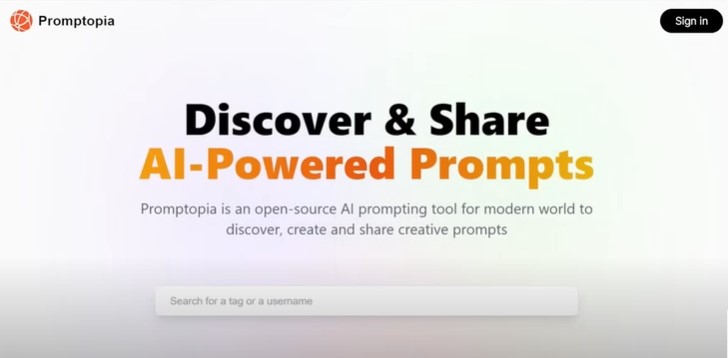 Promptopia
Sign in
Discover & Share
AI-Powered Prompts
Promptopia is an open-source AI prompting tool for modern world to
discover, create and share creative prompts
Search for a tag or a username